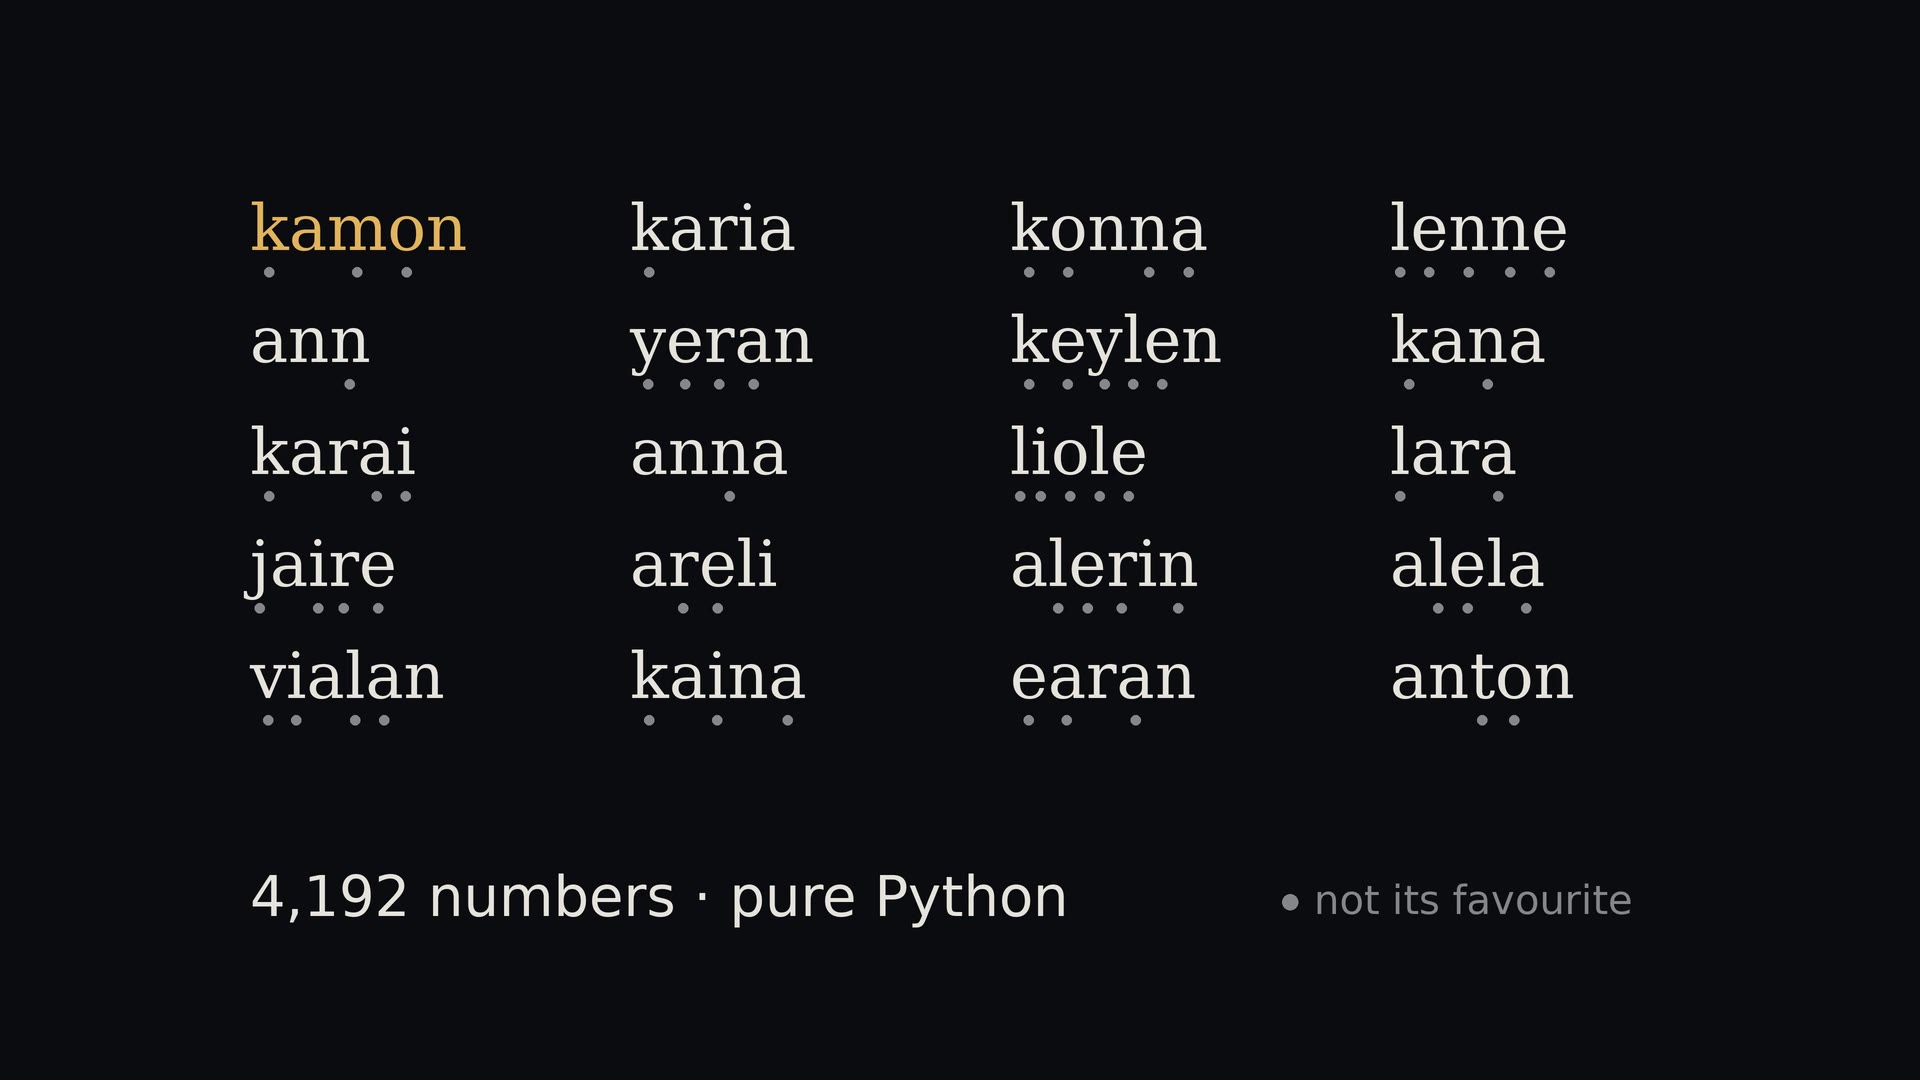 kamon karia konna lenne
ann yeran keylen kana
karai anna liole lara
jaire areli alerin alela
vialan kaina earan anton
4,192 numbers · pure Python
• not its favourite